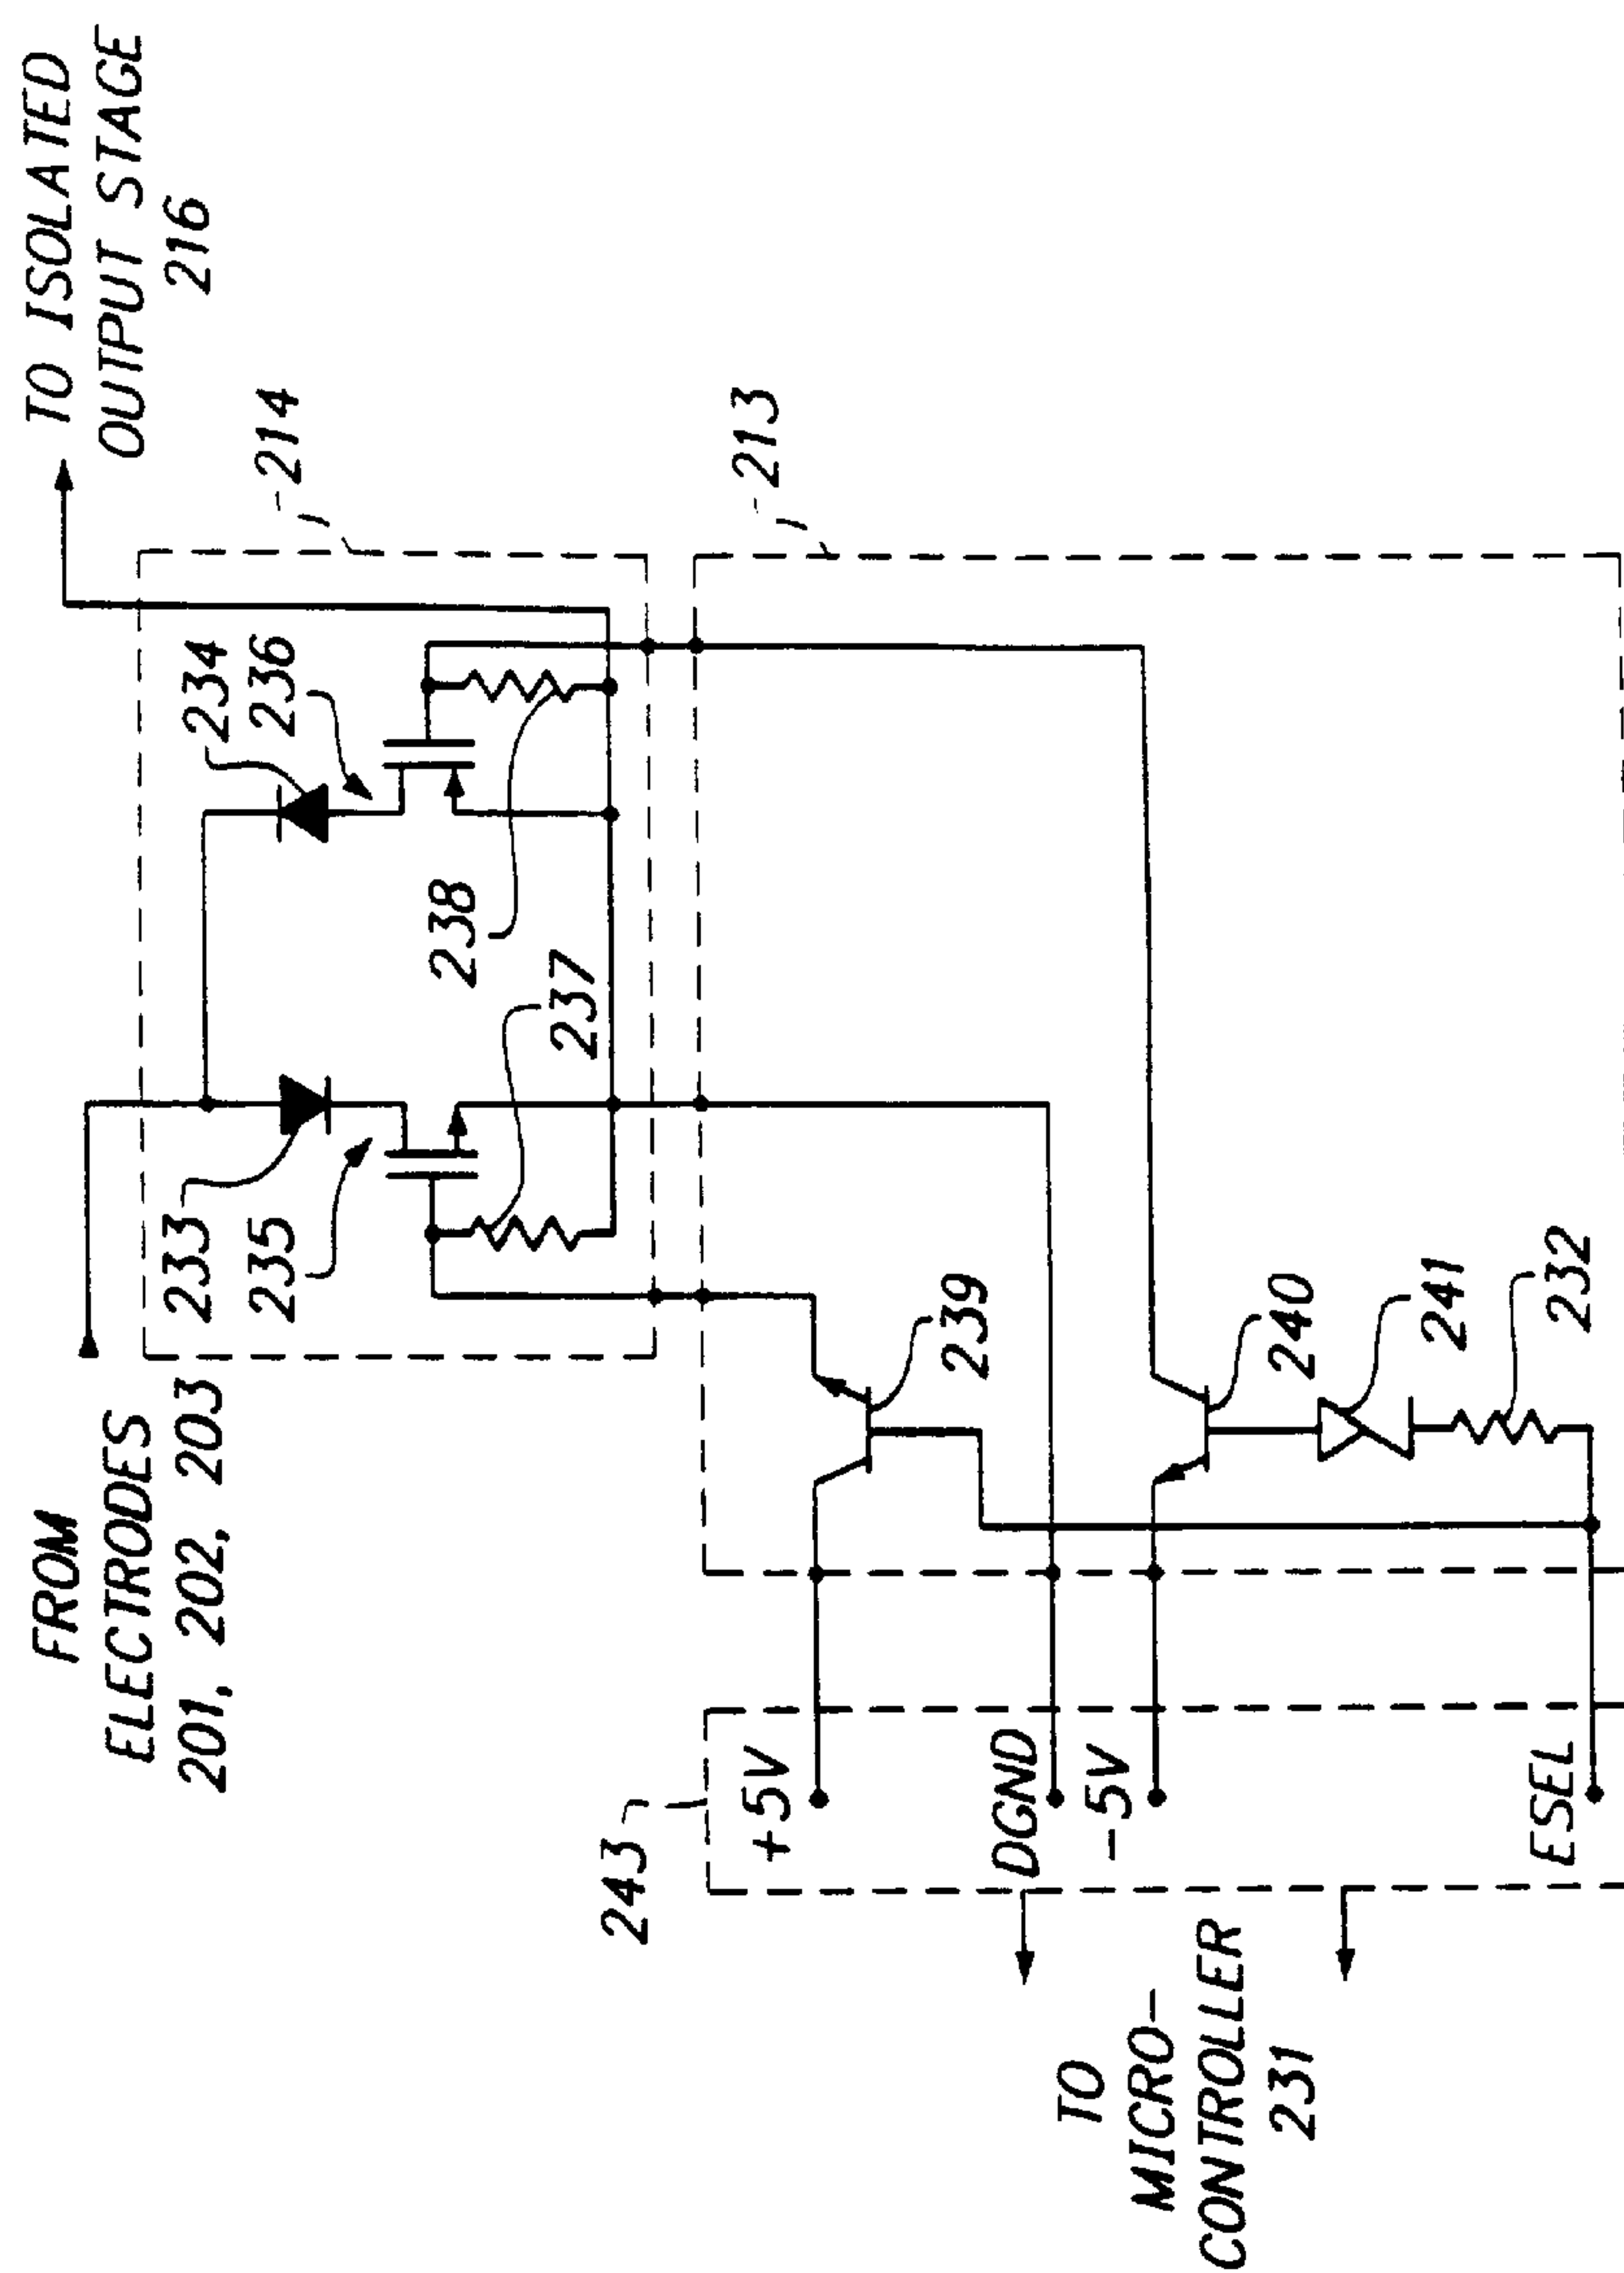 FROM
ELECTRODES
201, 202, 203
TO ISOLATED
OUTPUT STAGE
216
233
235
234
236
214
238
237
213
243
+5V
239
DGND
-5V
240
241
232
ESEL
TO
MICRO-
CONTROLLER
231